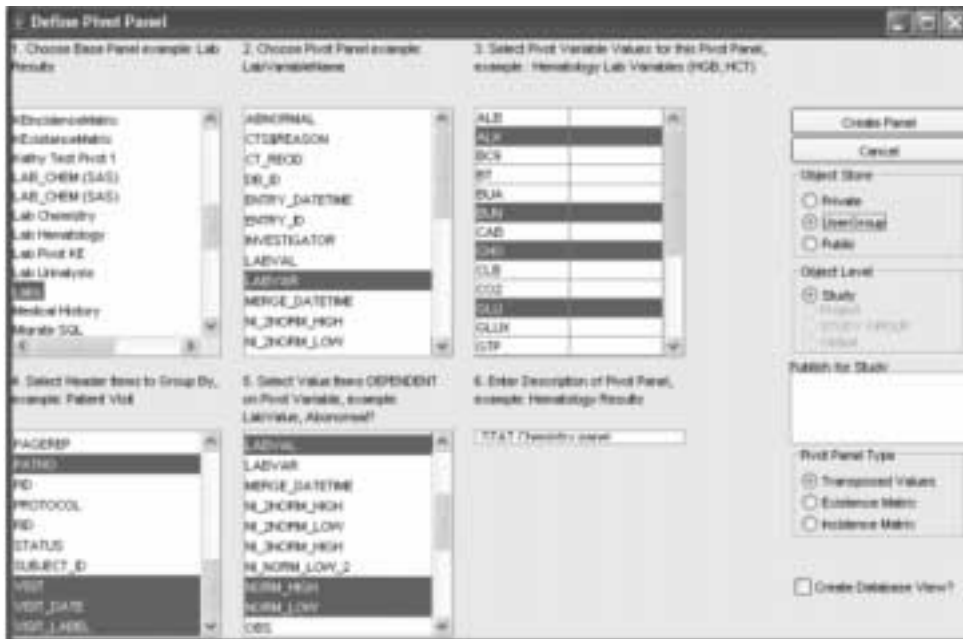 Define Pivot Panel
1. Choose Base Panel example: Lab
Results
2. Choose Pivot Panel example:
LabVariableName
3. Select Pivot Variable Values for this Pivot Panel,
example: Hematology Lab Variables (HGB, HCT)
KEIncidenceMatrix
KEexistanceMatrix
Kathy Test Pivot 1
LAB_CHEM (SAS)
LAB_CHEM (SAS)
Lab Chemistry
Lab Hematology
Lab Pivot KE
Lab Urinalysis
Labs
Medical History
Migrate SQL
ABNORMAL
CTS$REASON
CT_RECID
DB_ID
ENTRY_DATETIME
ENTRY_ID
INVESTIGATOR
LABVAL
LABVAR
MERGE_DATETIME
NI_2NORM_HIGH
NI_2NORM_LOW
ALB
ALK
BC9
BT
BUA
BUN
CAB
CLB
CO2
GLU
GLUX
GTP
Create Panel
Cancel
Object Store
Private
UserGroup
Public
Object Level
Study
Project
Publish for Study
4. Select Header Items to Group By,
example: Patient Visit
5. Select Value Items DEPENDENT
on Pivot Variable, example:
LabValue, Abnormal?
6. Enter Description of Pivot Panel,
example: Hematology Results
PAGEREP
PATNO
PID
PROTOCOL
RID
STATUS
SUBJECT_ID
VISIT
VISIT_DATE
VISIT_LABEL
LABVAL
LABVAR
MERGE_DATETIME
NI_2NORM_HIGH
NI_2NORM_LOW
NI_3NORM_HIGH
NI_NORM_LOW_2
NORM_HIGH
NORM_LOW
OBS
STAT Chemistry panel
Pivot Panel Type
Transposed Values
Existence Matrix
Incidence Matrix
Create Database View?